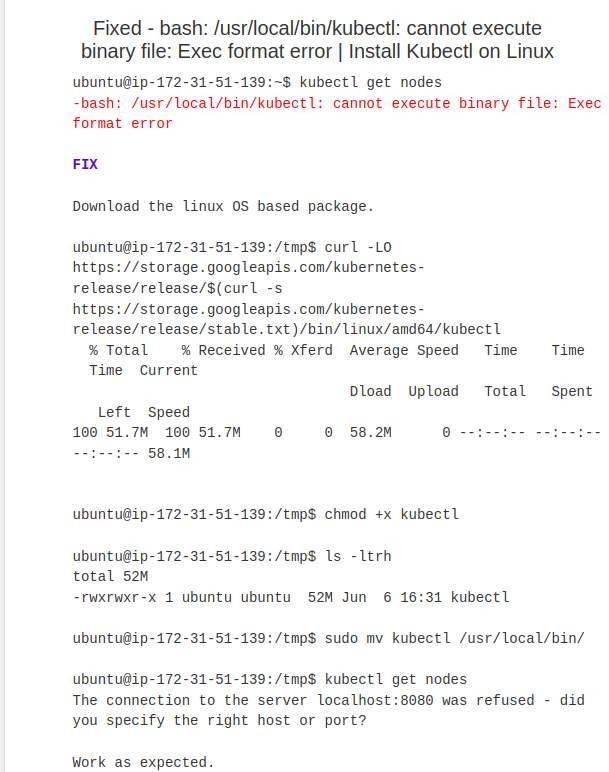 Fixed - bash: /usr/local/bin/kubectl: cannot execute
binary file: Exec format error | Install Kubectl on Linux
ubuntu@ip-172-31-51-139:~$ kubectl get nodes
-bash: /usr/local/bin/kubectl: cannot execute binary file: Exec
format error
FIX
Download the linux OS based package.
ubuntu@ip-172-31-51-139:/tmp$ curl -LO
https://storage.googleapis.com/kubernetes-
release/release/$(curl -s
https://storage.googleapis.com/kubernetes-
release/release/stable.txt)/bin/linux/amd64/kubectl
  % Total    % Received % Xferd  Average Speed   Time    Time
  Time  Current
                                 Dload  Upload   Total   Spent
   Left  Speed
100 51.7M  100 51.7M    0     0  58.2M      0 --:--:-- --:--:--
--:--:-- 58.1M
ubuntu@ip-172-31-51-139:/tmp$ chmod +x kubectl
ubuntu@ip-172-31-51-139:/tmp$ ls -ltrh
total 52M
-rwxrwxr-x 1 ubuntu ubuntu  52M Jun  6 16:31 kubectl
ubuntu@ip-172-31-51-139:/tmp$ sudo mv kubectl /usr/local/bin/
ubuntu@ip-172-31-51-139:/tmp$ kubectl get nodes
The connection to the server localhost:8080 was refused - did
you specify the right host or port?
Work as expected.